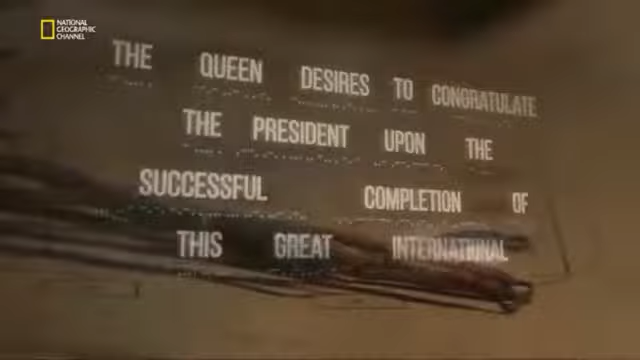 NATIONAL
GEOGRAPHIC
CHANNEL
THE QUEEN DESIRES TO CONGRATULATE
THE PRESIDENT UPON THE
SUCCESSFUL COMPLETION OF
THIS GREAT INTERNATIONAL